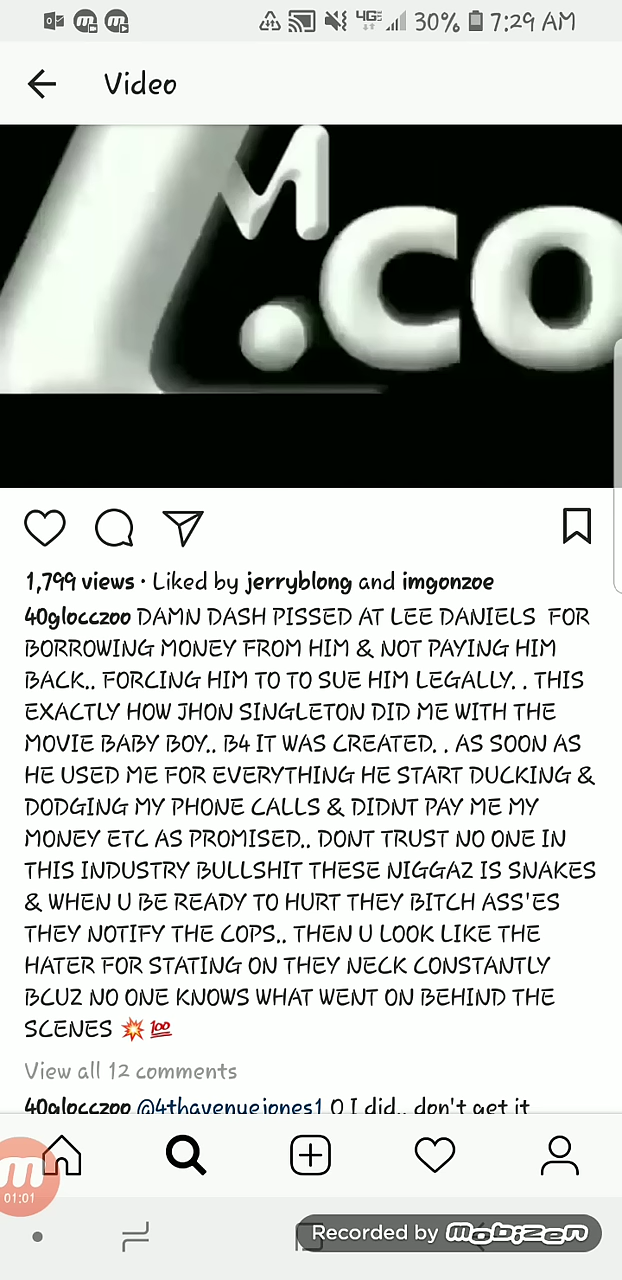 4GE 30% 7:29 AM
Video
M
.co
1,799 views · Liked by jerryblong and imgonzoe
40glocczoo DAMN DASH PISSED AT LEE DANIELS FOR
BORROWING MONEY FROM HIM & NOT PAYING HIM
BACK.. FORCING HIM TO TO SUE HIM LEGALLY. . THIS
EXACTLY HOW JHON SINGLETON DID ME WITH THE
MOVIE BABY BOY.. B4 IT WAS CREATED. . AS SOON AS
HE USED ME FOR EVERYTHING HE START DUCKING &
DODGING MY PHONE CALLS & DIDNT PAY ME MY
MONEY ETC AS PROMISED.. DONT TRUST NO ONE IN
THIS INDUSTRY BULLSHIT THESE NIGGAZ IS SNAKES
& WHEN U BE READY TO HURT THEY BITCH ASS'ES
THEY NOTIFY THE COPS.. THEN U LOOK LIKE THE
HATER FOR STATING ON THEY NECK CONSTANTLY
BCUZ NO ONE KNOWS WHAT WENT ON BEHIND THE
SCENES 💥💯
View all 12 comments
40glocczoo @4thavenuejones1 O I did.. don't get it
01:01
Recorded by mobizen